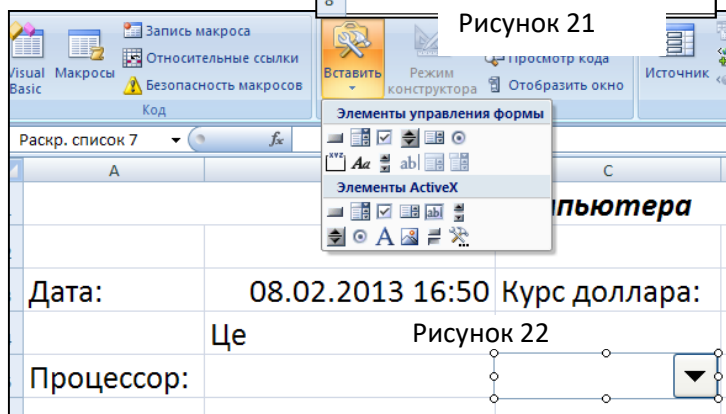 8
Рисунок 21
Запись макроса
Относительные ссылки
Безопасность макросов
Visual Basic
Макросы
Код
Вставить
Режим конструктора
Просмотр кода
Отобразить окно
Источник
Элементы управления формы
Элементы ActiveX
Раскр. список 7
fx
A
C
Дата:
08.02.2013 16:50
Курс доллара:
Рисунок 22
Процессор: